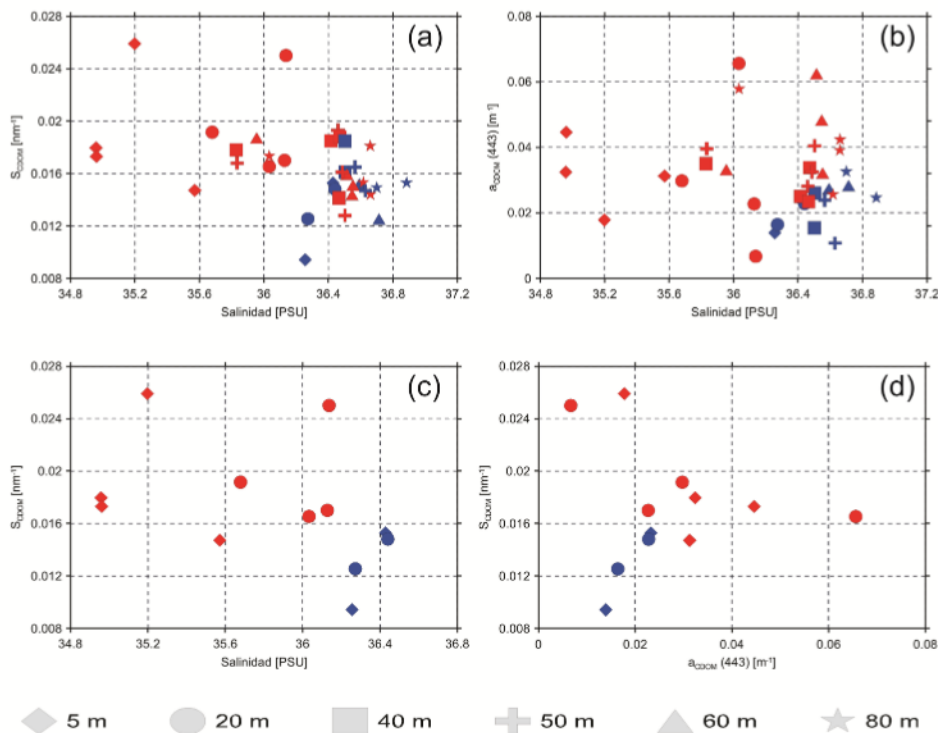 (a)
S_CDOM [nm⁻¹]
0.028
0.024
0.02
0.016
0.012
0.008
34.8 35.2 35.6 36 36.4 36.8 37.2
Salinidad [PSU]
(b)
a_CDOM (443) [m⁻¹]
0.08
0.06
0.04
0.02
0
34.8 35.2 35.6 36 36.4 36.8 37.2
Salinidad [PSU]
(c)
S_CDOM [nm⁻¹]
0.028
0.024
0.02
0.016
0.012
0.008
34.8 35.2 35.6 36 36.4 36.8
Salinidad [PSU]
(d)
S_CDOM [nm⁻¹]
0.028
0.024
0.02
0.016
0.012
0.008
0 0.02 0.04 0.06 0.08
a_CDOM (443) [m⁻¹]
5 m 20 m 40 m 50 m 60 m 80 m